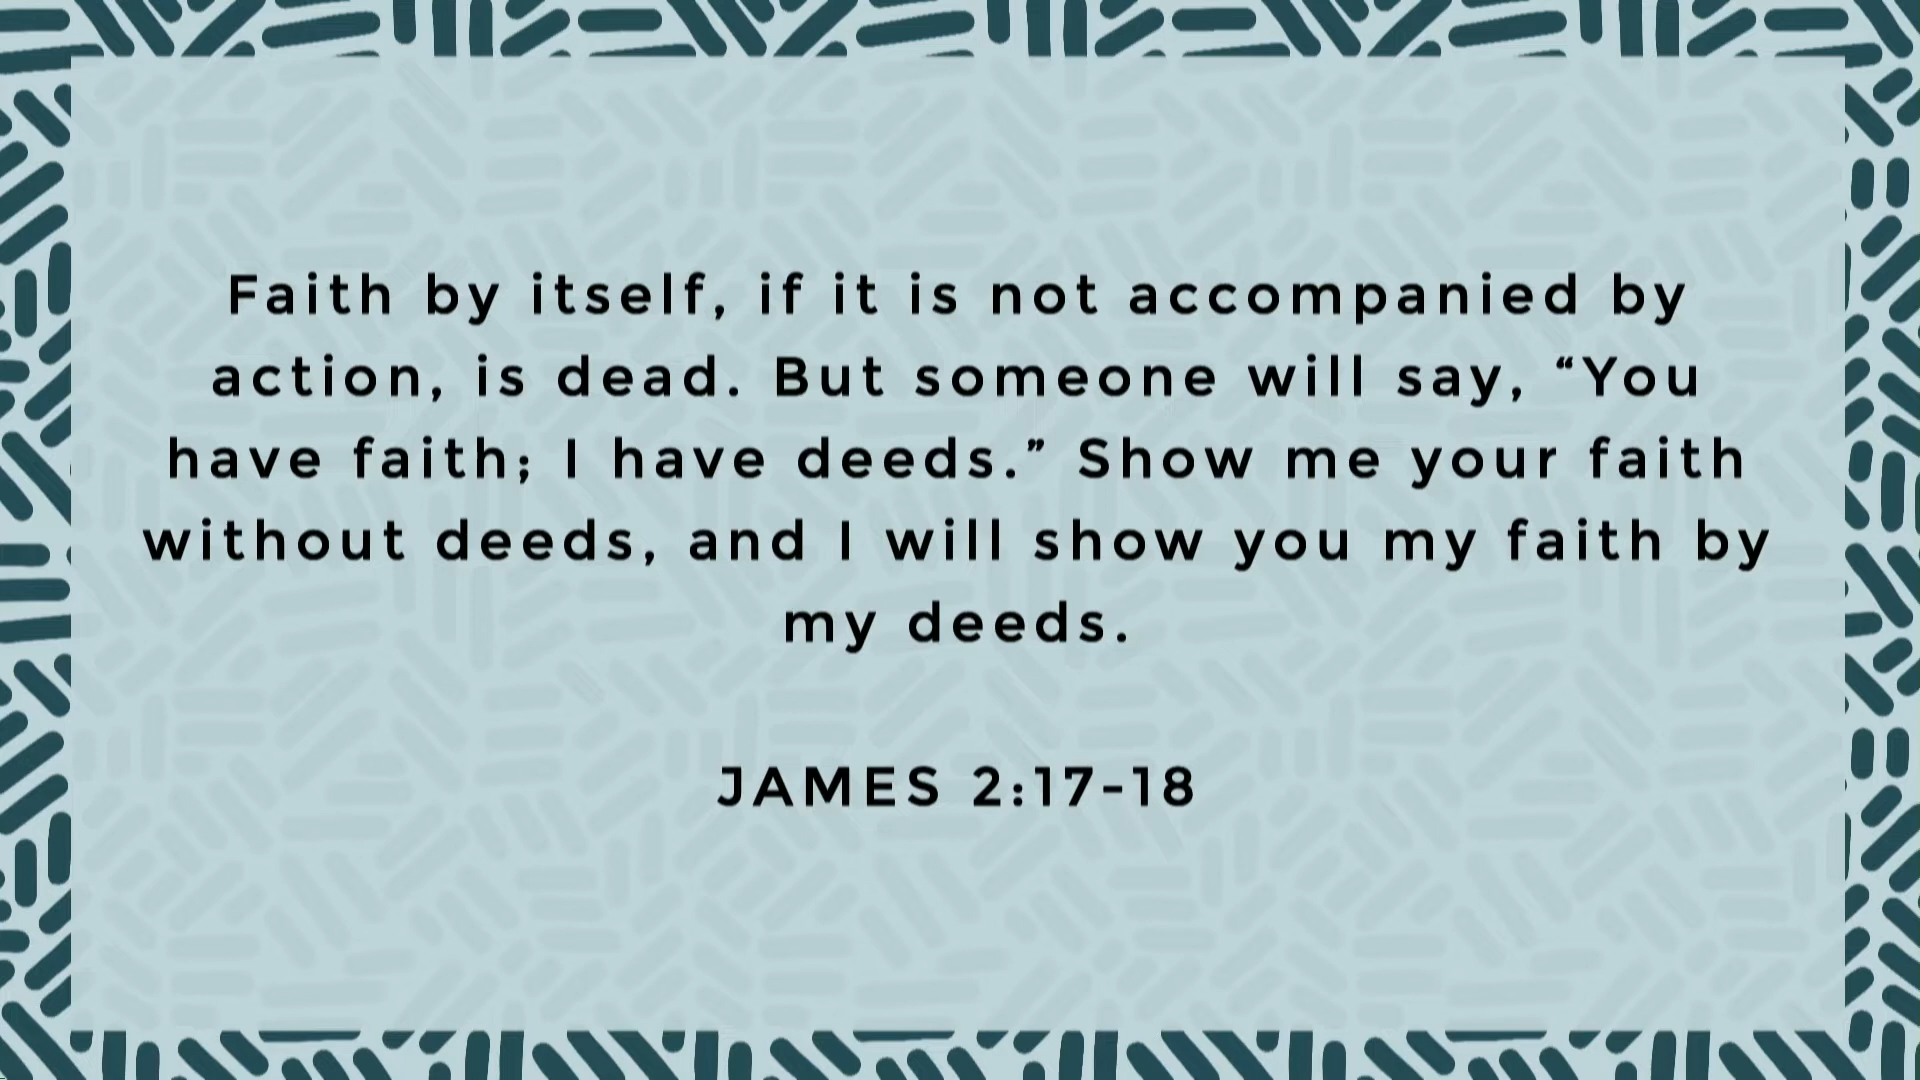 Faith by itself, if it is not accompanied by
action, is dead. But someone will say, “You
have faith; I have deeds.” Show me your faith
without deeds, and I will show you my faith by
my deeds.
JAMES 2:17-18